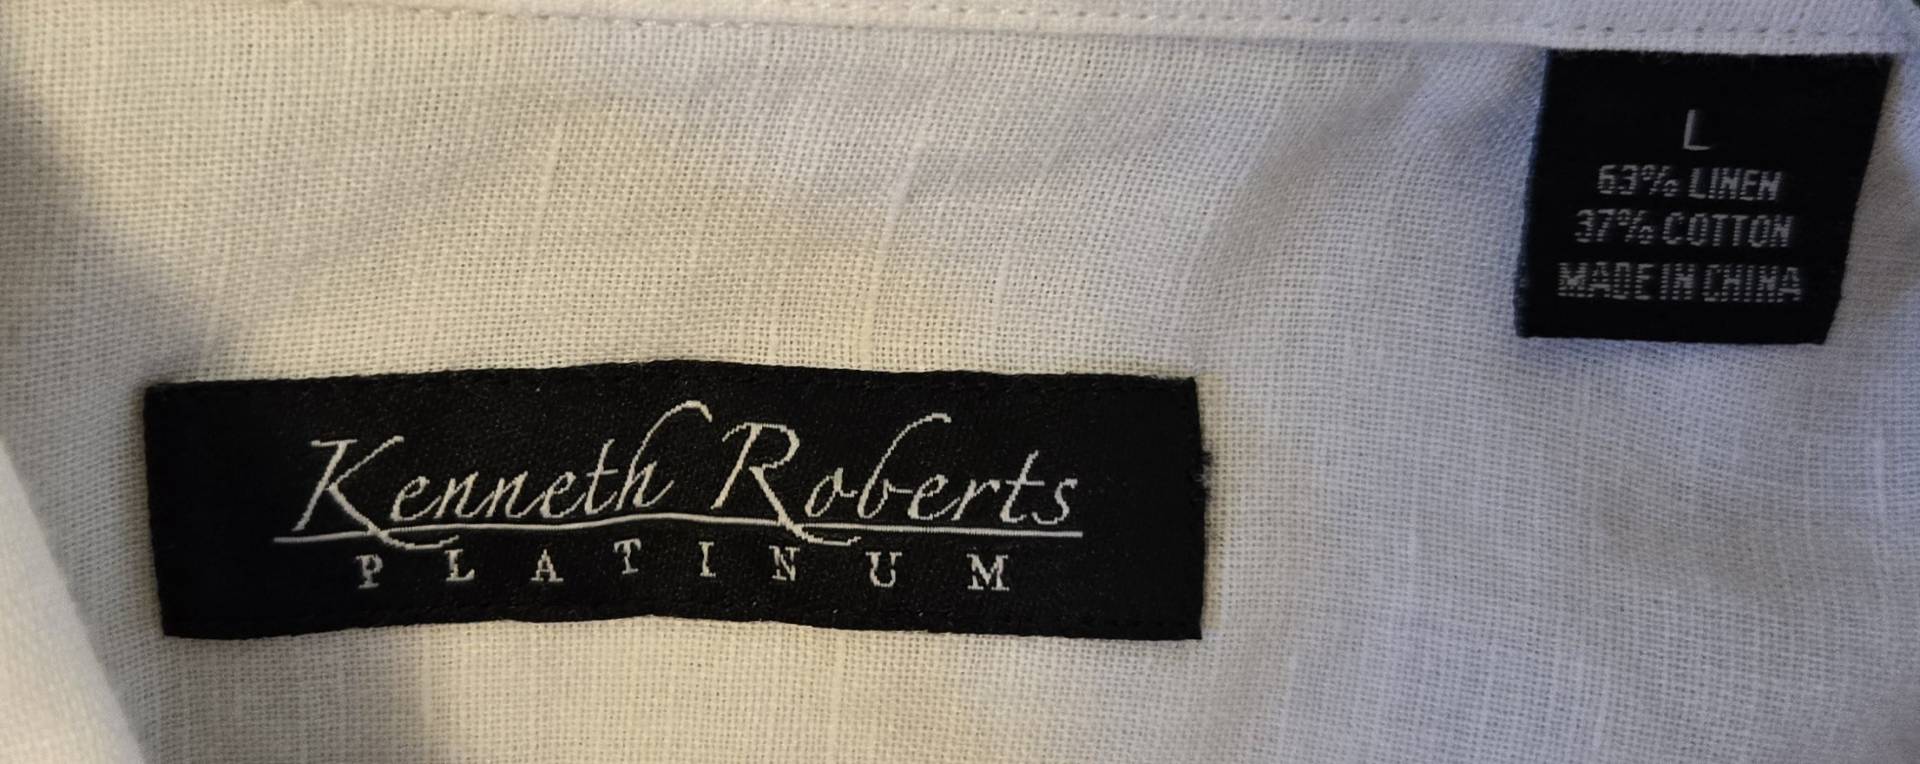 L
63% LINEN
37% COTTON
MADE IN CHINA
Kenneth Roberts
PLATINUM